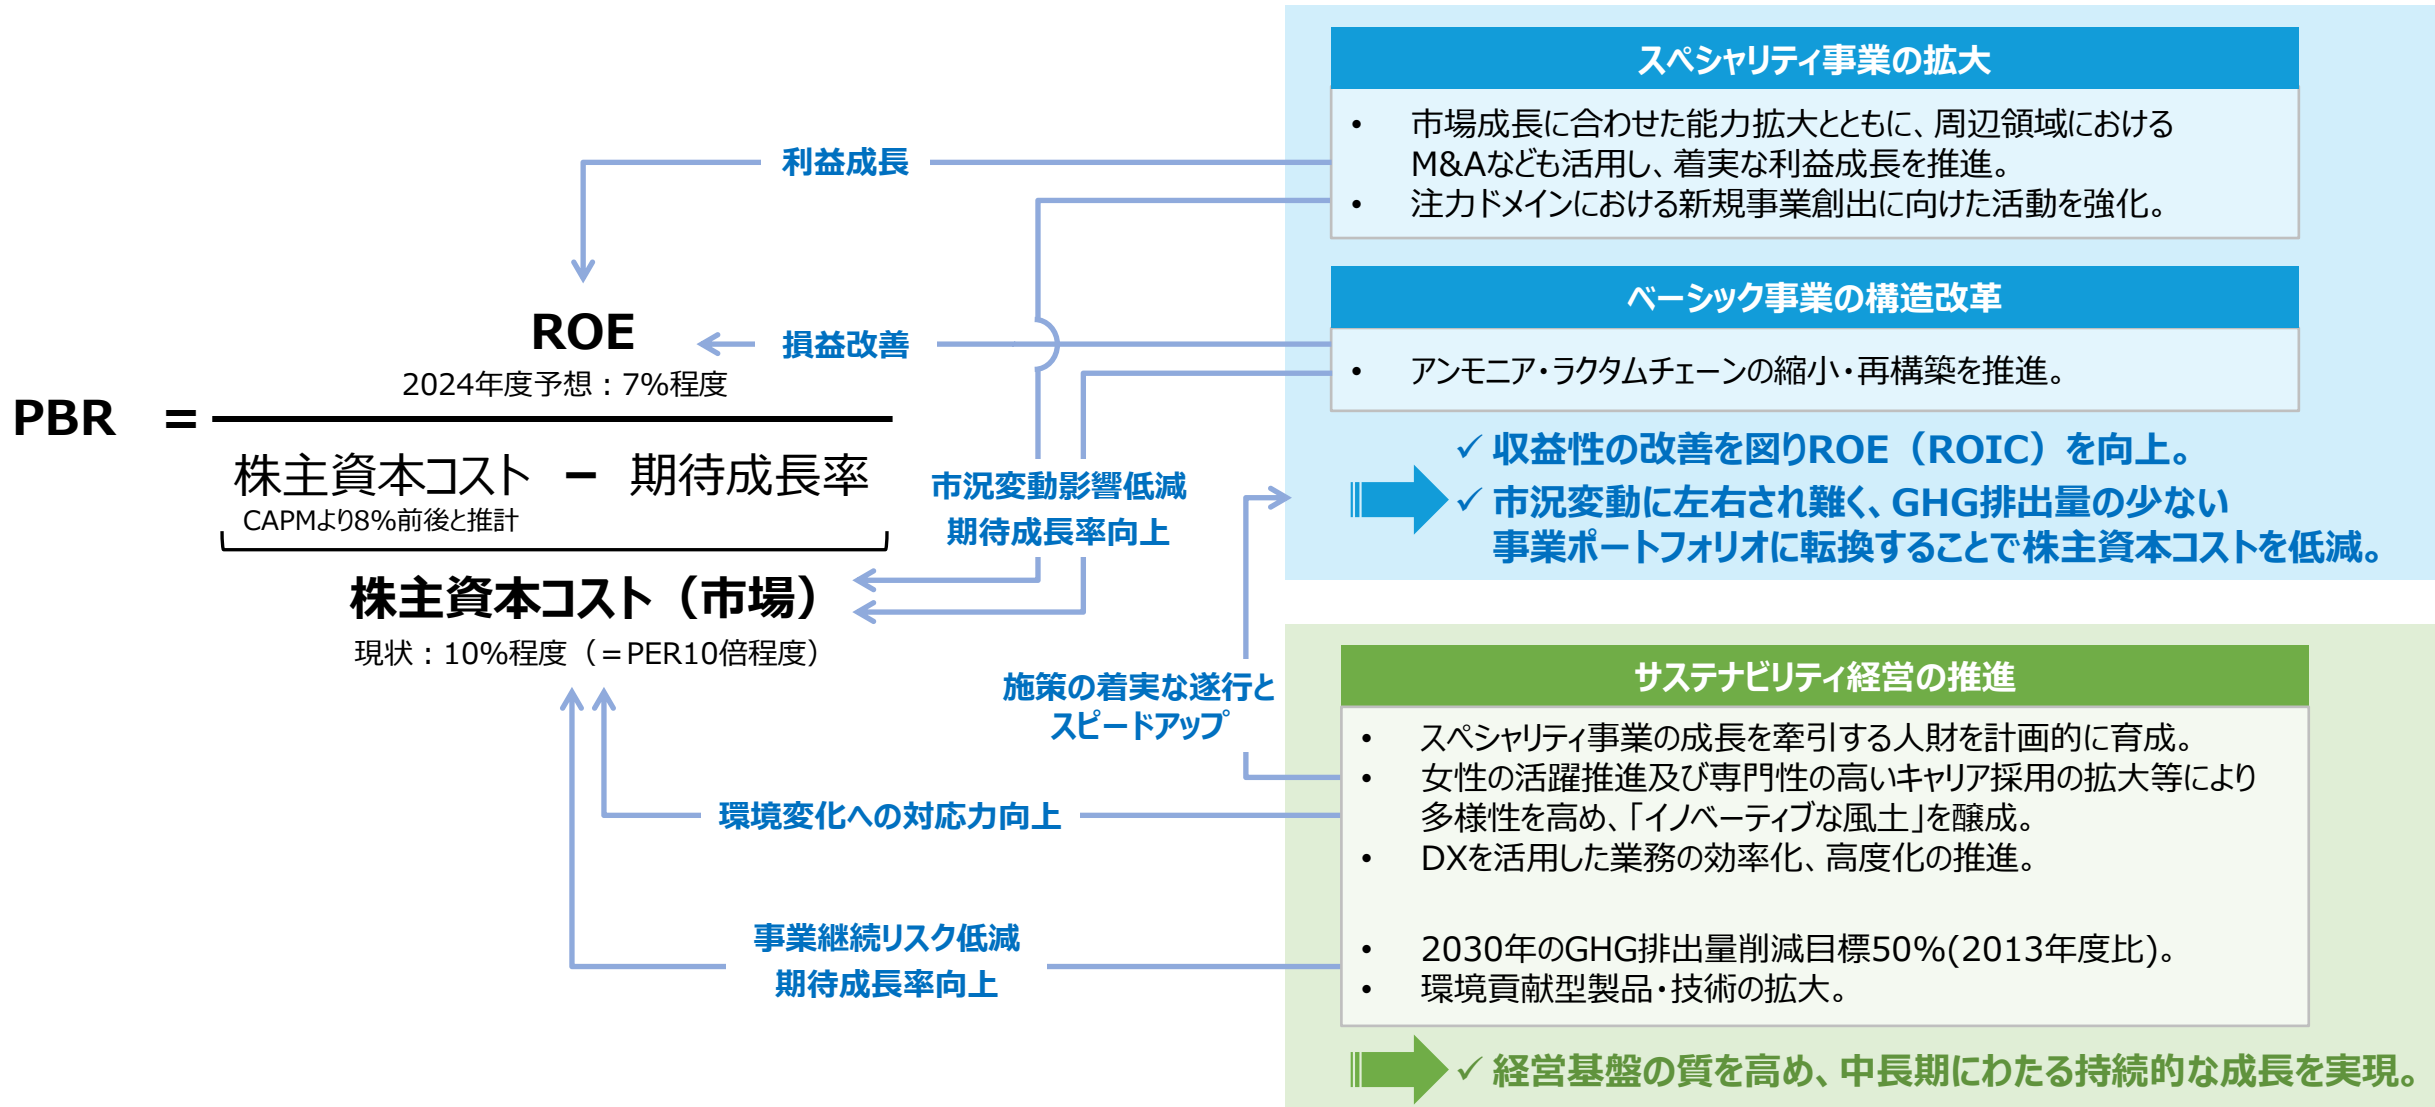 PBR =
ROE
2024年度予想：7%程度
株主資本コスト － 期待成長率
CAPMより8%前後と推計
株主資本コスト（市場）
現状：10%程度（＝PER10倍程度）
利益成長
損益改善
市況変動影響低減
期待成長率向上
施策の着実な遂行と
スピードアップ
環境変化への対応力向上
事業継続リスク低減
期待成長率向上
スペシャリティ事業の拡大
• 市場成長に合わせた能力拡大とともに、周辺領域における
M&Aなども活用し、着実な利益成長を推進。
• 注力ドメインにおける新規事業創出に向けた活動を強化。
ベーシック事業の構造改革
• アンモニア・ラクタムチェーンの縮小・再構築を推進。
✓ 収益性の改善を図りROE（ROIC）を向上。
✓ 市況変動に左右され難く、GHG排出量の少ない
事業ポートフォリオに転換することで株主資本コストを低減。
サステナビリティ経営の推進
• スペシャリティ事業の成長を牽引する人財を計画的に育成。
• 女性の活躍推進及び専門性の高いキャリア採用の拡大等により
多様性を高め、「イノベーティブな風土」を醸成。
• DXを活用した業務の効率化、高度化の推進。
• 2030年のGHG排出量削減目標50%(2013年度比)。
• 環境貢献型製品・技術の拡大。
✓ 経営基盤の質を高め、中長期にわたる持続的な成長を実現。